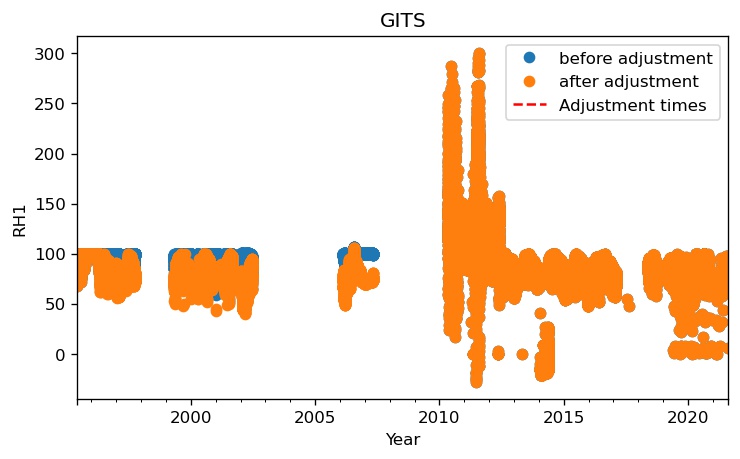 GITS
before adjustment
after adjustment
Adjustment times
300
250
200
150
100
50
0
RH1
2000
2005
2010
2015
2020
Year